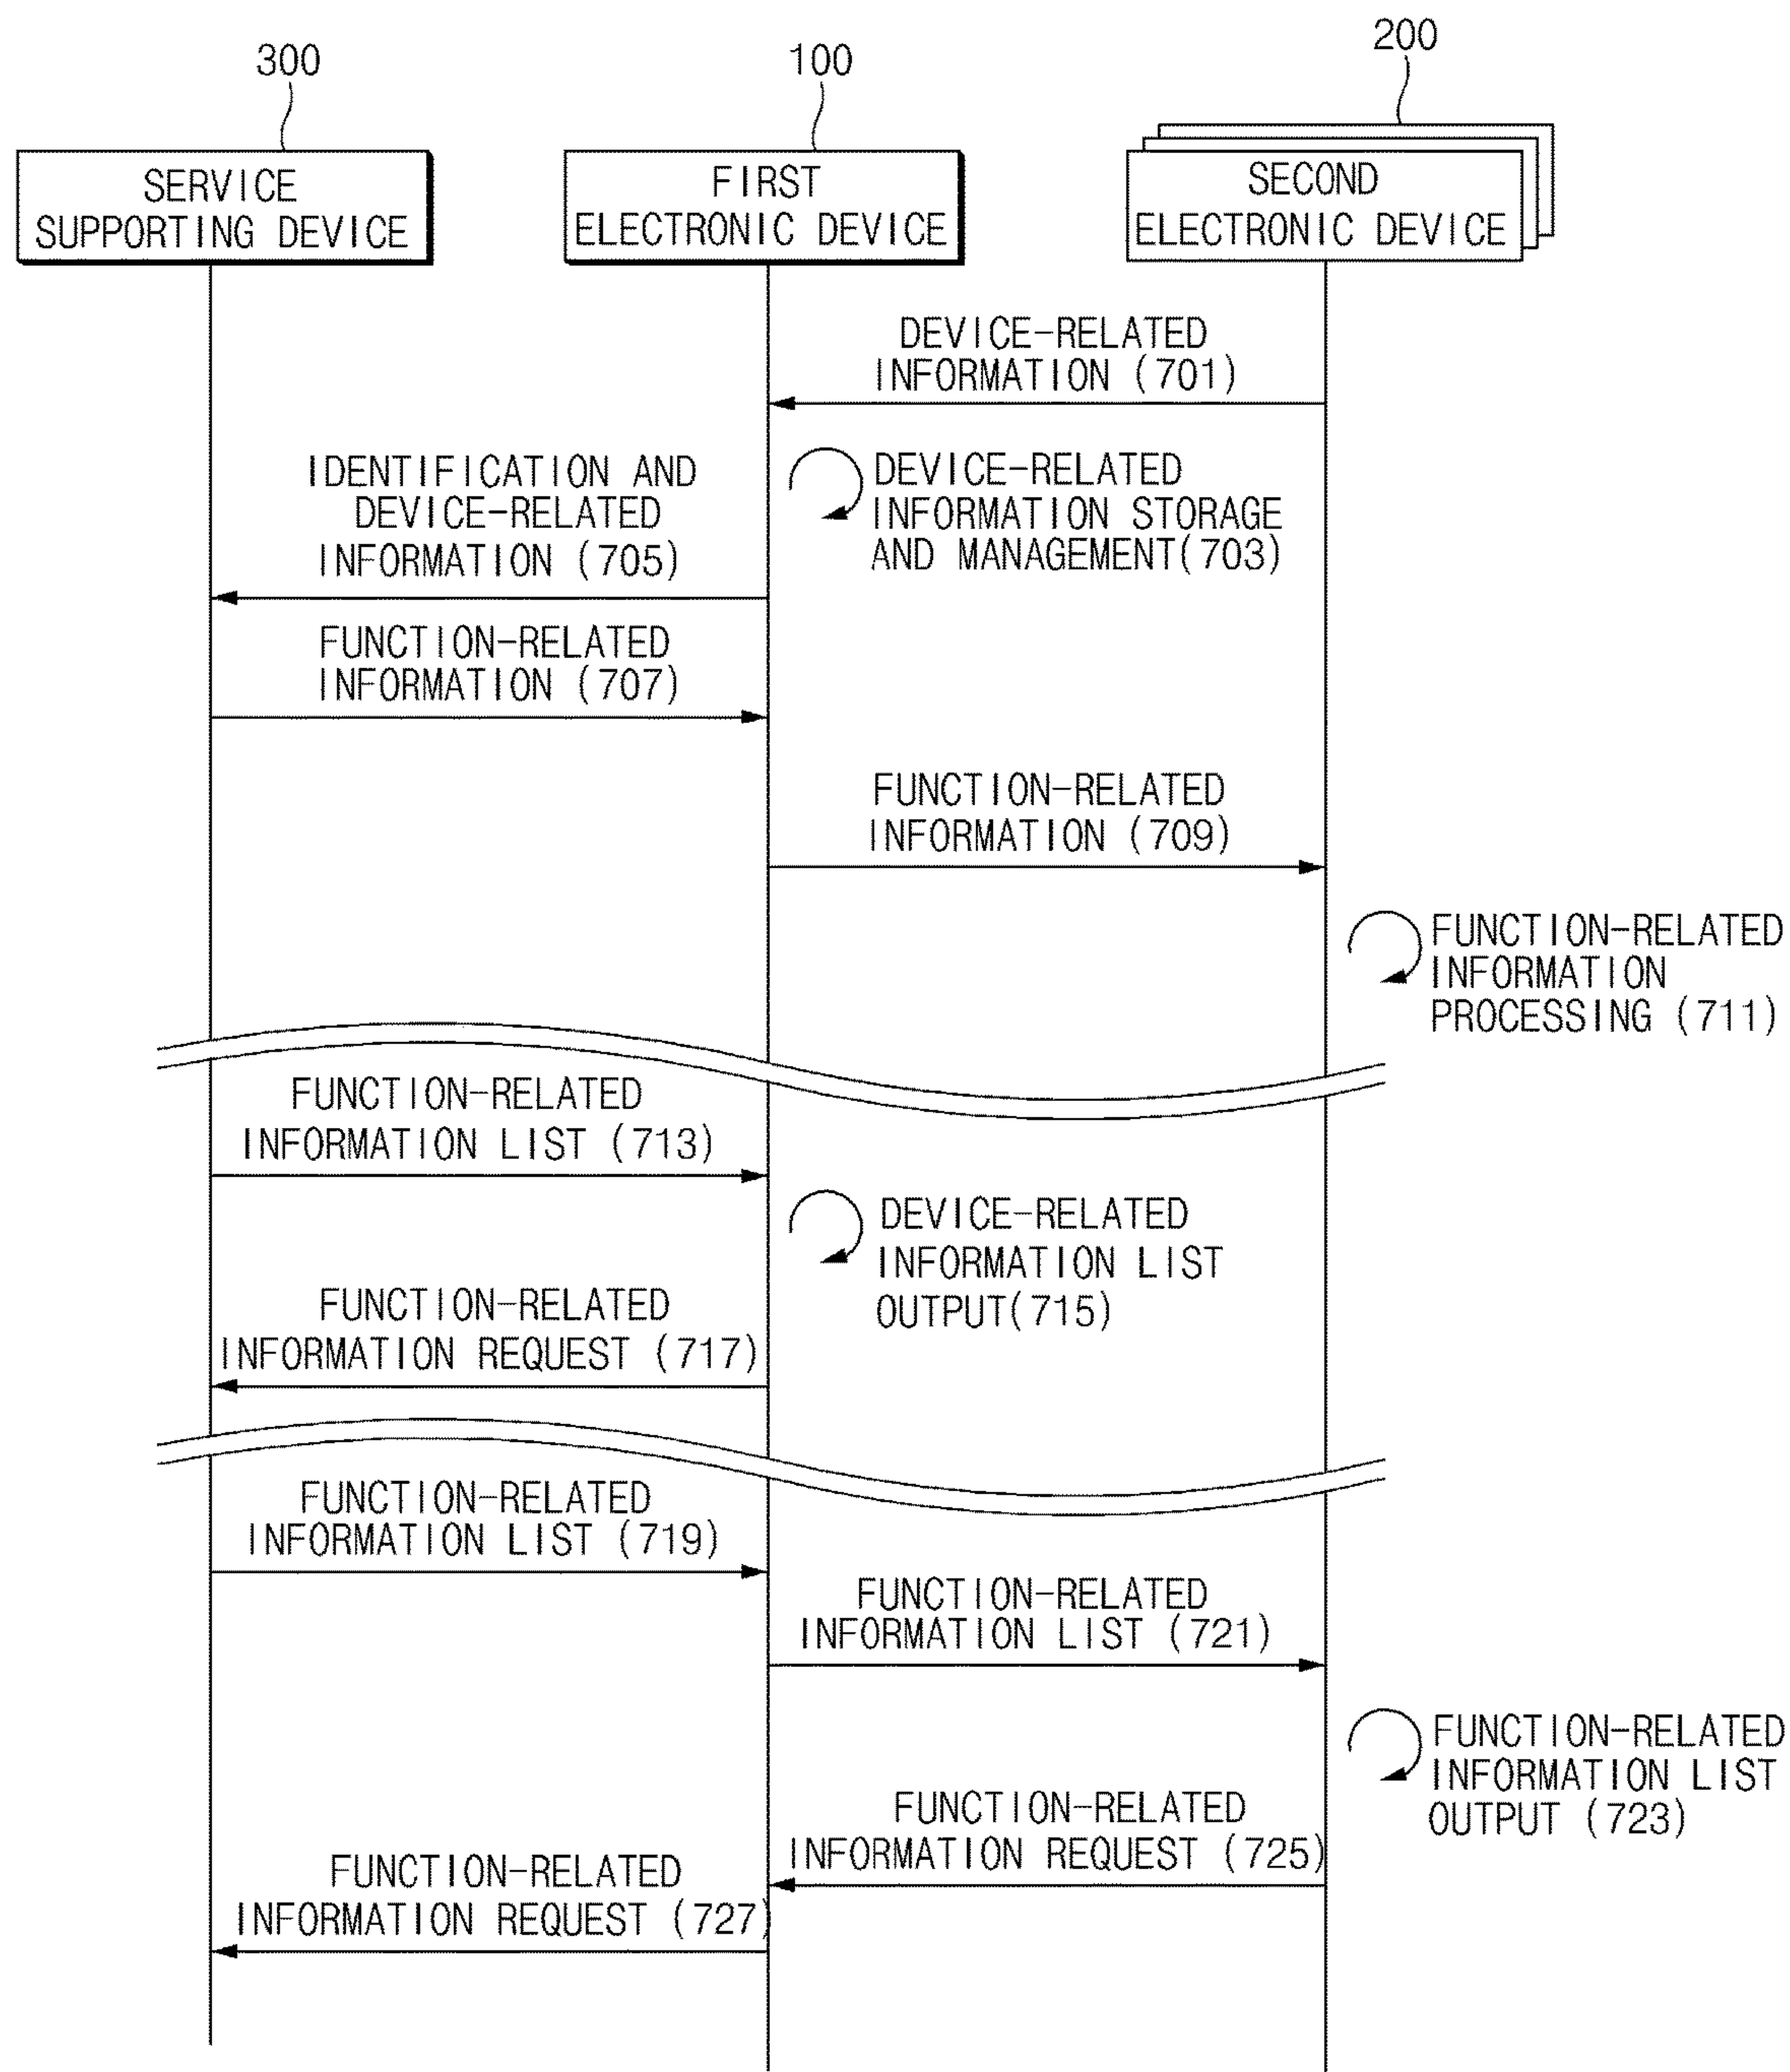 300
100
200
SERVICE
SUPPORTING DEVICE
FIRST
ELECTRONIC DEVICE
SECOND
ELECTRONIC DEVICE
DEVICE-RELATED
INFORMATION (701)
IDENTIFICATION AND
DEVICE-RELATED
INFORMATION (705)
DEVICE-RELATED
INFORMATION STORAGE
AND MANAGEMENT(703)
FUNCTION-RELATED
INFORMATION (707)
FUNCTION-RELATED
INFORMATION (709)
FUNCTION-RELATED
INFORMATION
PROCESSING (711)
FUNCTION-RELATED
INFORMATION LIST (713)
DEVICE-RELATED
INFORMATION LIST
OUTPUT(715)
FUNCTION-RELATED
INFORMATION REQUEST (717)
FUNCTION-RELATED
INFORMATION LIST (719)
FUNCTION-RELATED
INFORMATION LIST (721)
FUNCTION-RELATED
INFORMATION LIST
OUTPUT (723)
FUNCTION-RELATED
INFORMATION REQUEST (725)
FUNCTION-RELATED
INFORMATION REQUEST (727)